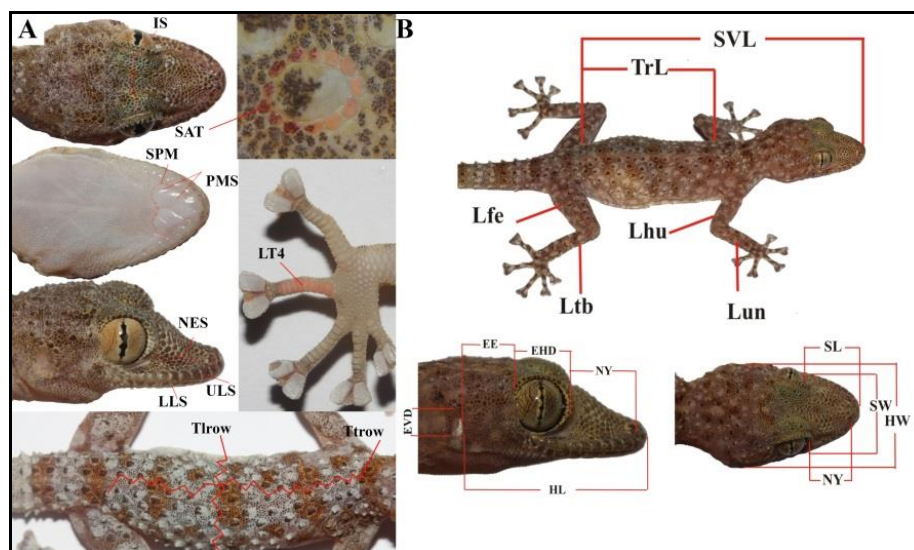 A
IS
SAT
SPM
PMS
LT4
NES
ULS
LLS
Tlrow
Ttrow
B
SVL
TrL
Lfe
Lhu
Ltb
Lun
EE
EHD
NY
EVD
HL
SL
SW
HW
NY